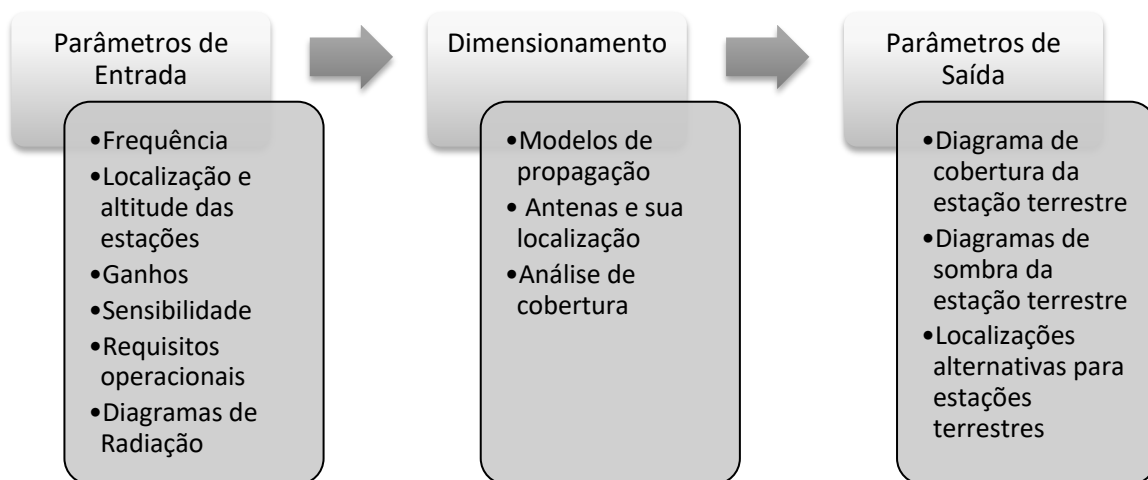 Parâmetros de
Entrada
•Frequência
•Localização e
altitude das
estações
•Ganhos
•Sensibilidade
•Requisitos
operacionais
•Diagramas de
Radiação
Dimensionamento
•Modelos de
propagação
• Antenas e sua
localização
•Análise de
cobertura
Parâmetros de
Saída
•Diagrama de
cobertura da
estação terrestre
•Diagramas de
sombra da
estação terrestre
•Localizações
alternativas para
estações
terrestres